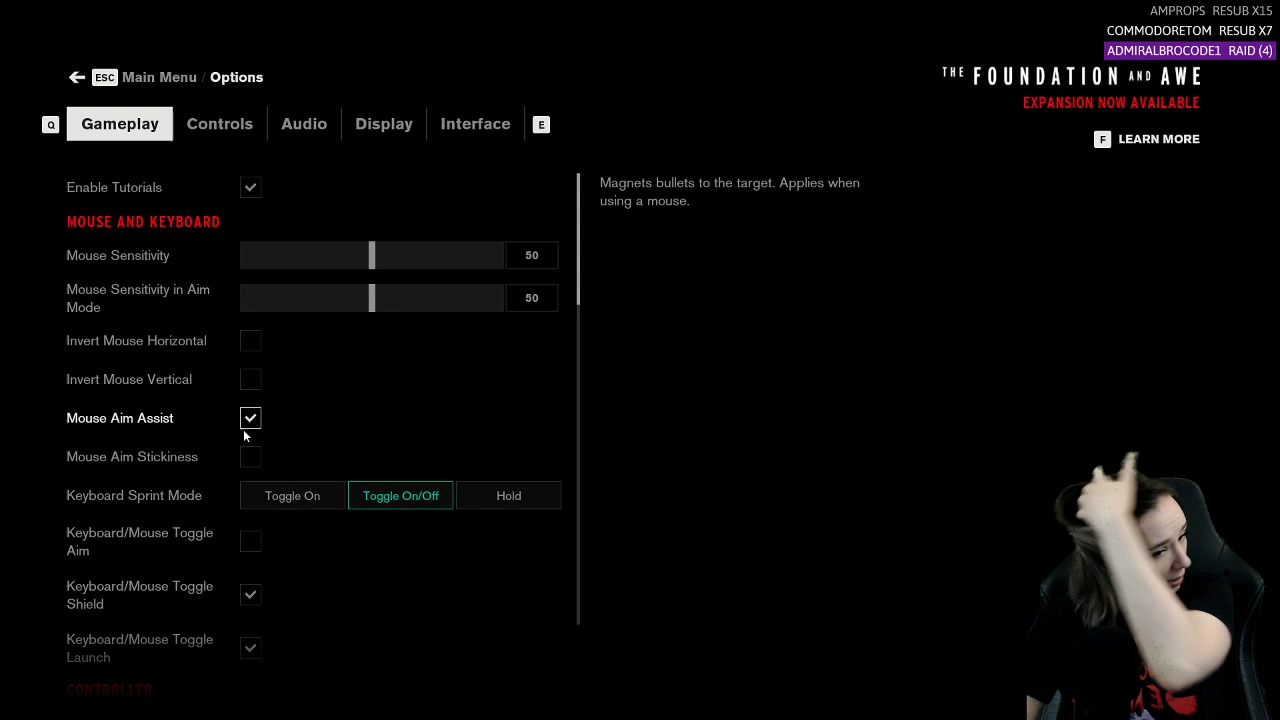 AMPROPS RESUB X15
COMMODORETOM RESUB X7
ADMIRALBROCODE1 RAID (4)
ESC Main Menu / Options
THE FOUNDATION AND AWE
EXPANSION NOW AVAILABLE
Q Gameplay Controls Audio Display Interface E
F LEARN MORE
Enable Tutorials
Magnets bullets to the target. Applies when
using a mouse.
MOUSE AND KEYBOARD
Mouse Sensitivity 50
Mouse Sensitivity in Aim
Mode 50
Invert Mouse Horizontal
Invert Mouse Vertical
Mouse Aim Assist
Mouse Aim Stickiness
Keyboard Sprint Mode Toggle On Toggle On/Off Hold
Keyboard/Mouse Toggle
Aim
Keyboard/Mouse Toggle
Shield
Keyboard/Mouse Toggle
Launch
CONTROLLER